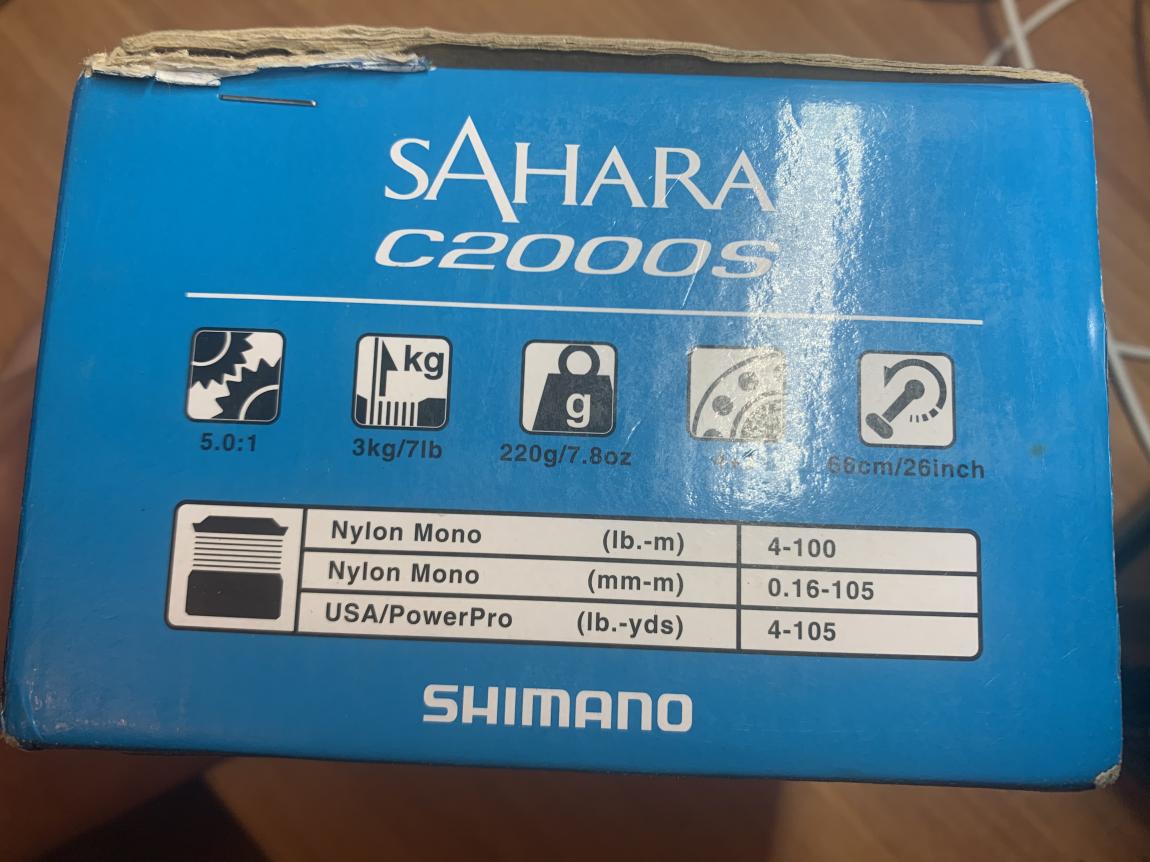 SAHARA
C2000S
kg
g
5.0:1
3kg/7lb
220g/7.8oz
66cm/26inch
Nylon Mono (lb.-m) 4-100
Nylon Mono (mm-m) 0.16-105
USA/PowerPro (lb.-yds) 4-105
SHIMANO